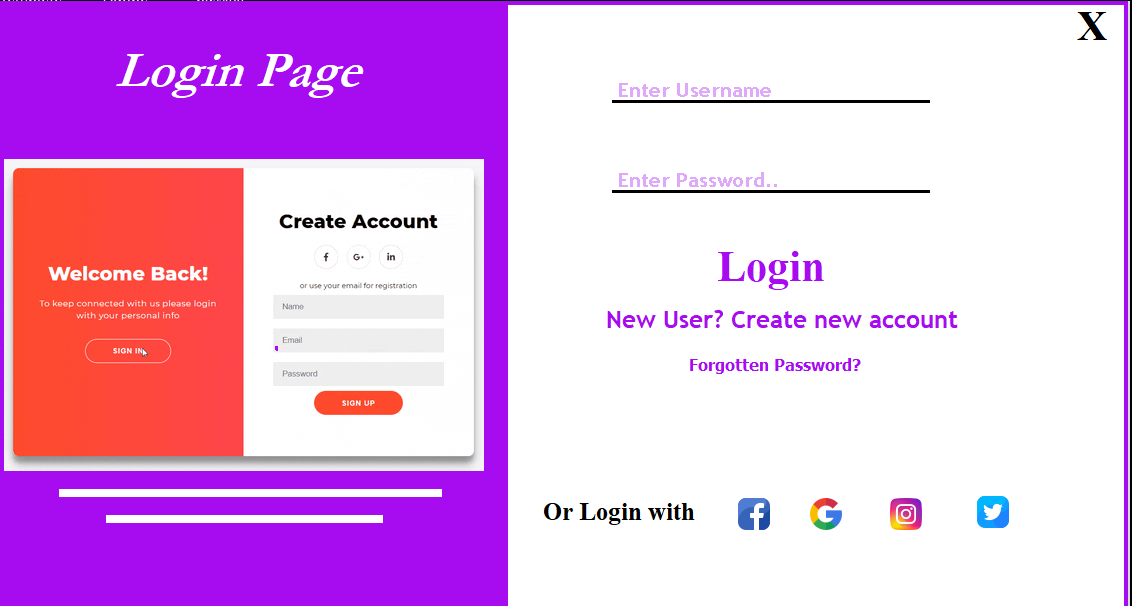 Login Page
Welcome Back!
To keep connected with us please login
with your personal info
SIGN IN
Create Account
f
G+
in
or use your email for registration
Name
Email
Password
SIGN UP
X
Enter Username
Enter Password..
Login
New User? Create new account
Forgotten Password?
Or Login with